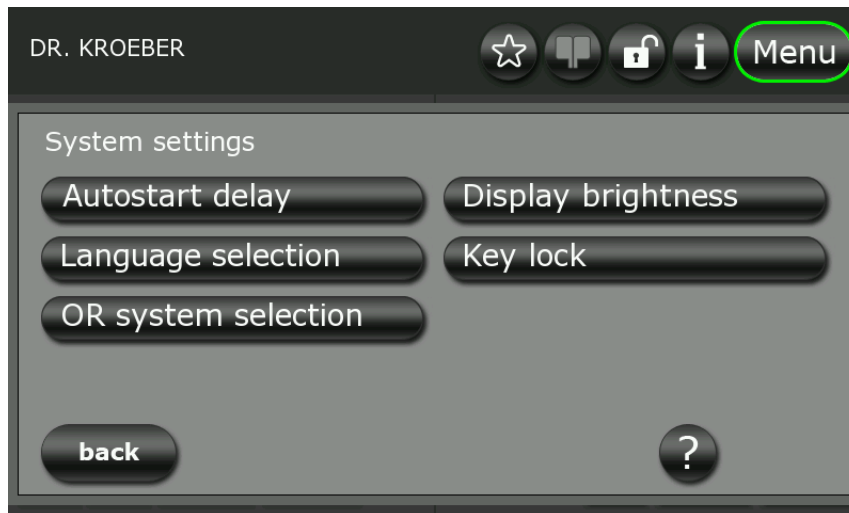 DR. KROEBER
i
Menu
System settings
Autostart delay
Display brightness
Language selection
Key lock
OR system selection
back
?